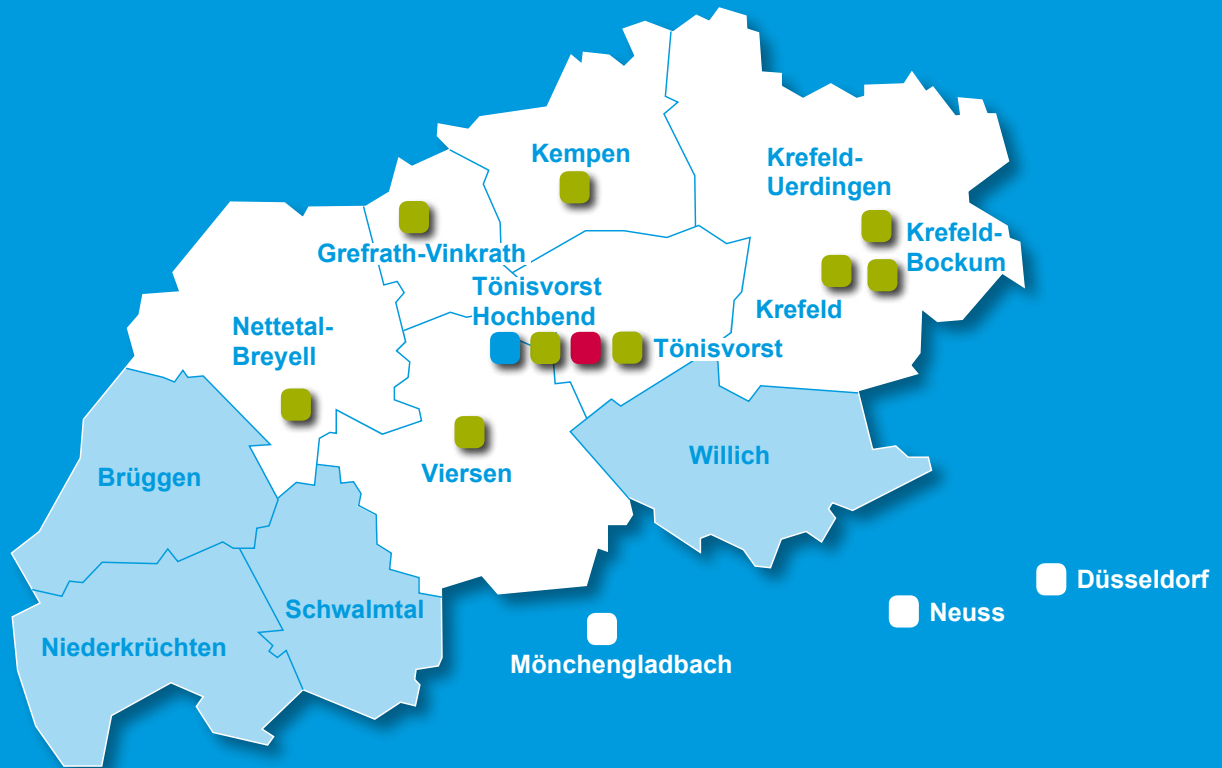 Kempen
Krefeld-
Uerdingen
Krefeld-
Bockum
Grefrath-Vinkrath
Tönisvorst
Hochbend
Krefeld
Nettetal-
Breyell
Tönisvorst
Brüggen
Viersen
Willich
Schwalmtal
Niederkrüchten
Düsseldorf
Neuss
Mönchengladbach